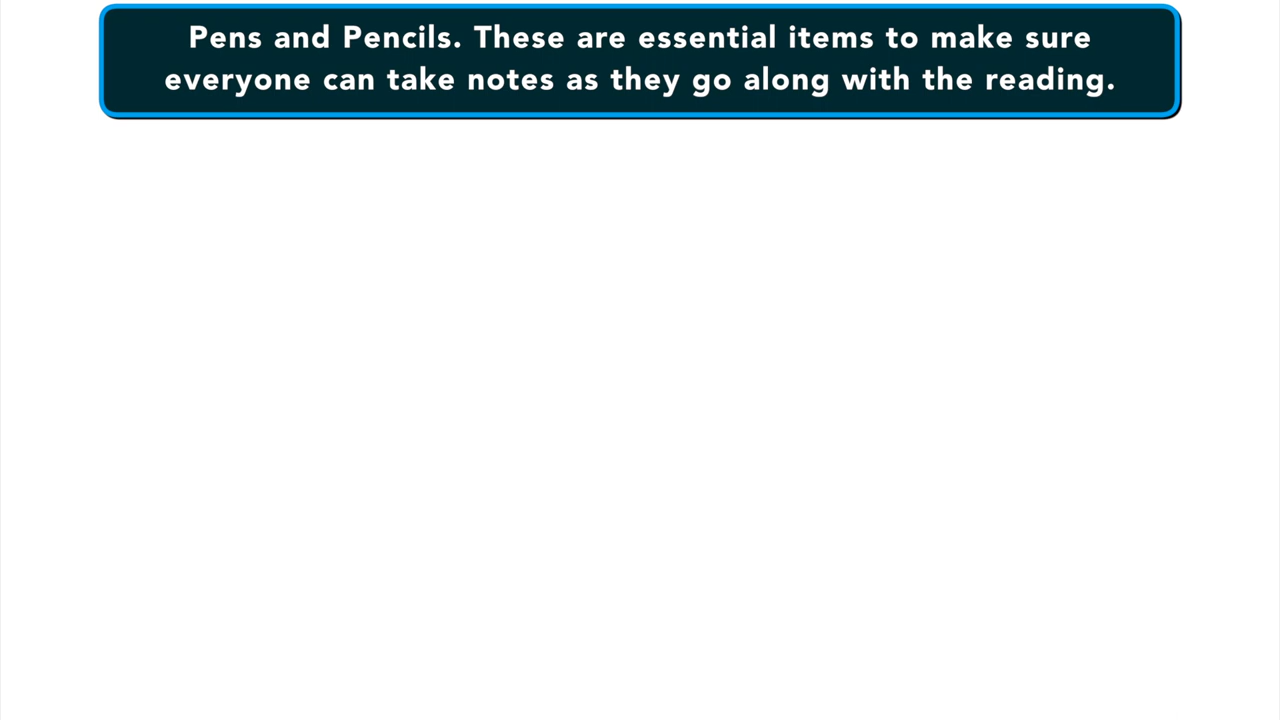 Pens and Pencils. These are essential items to make sure
everyone can take notes as they go along with the reading.